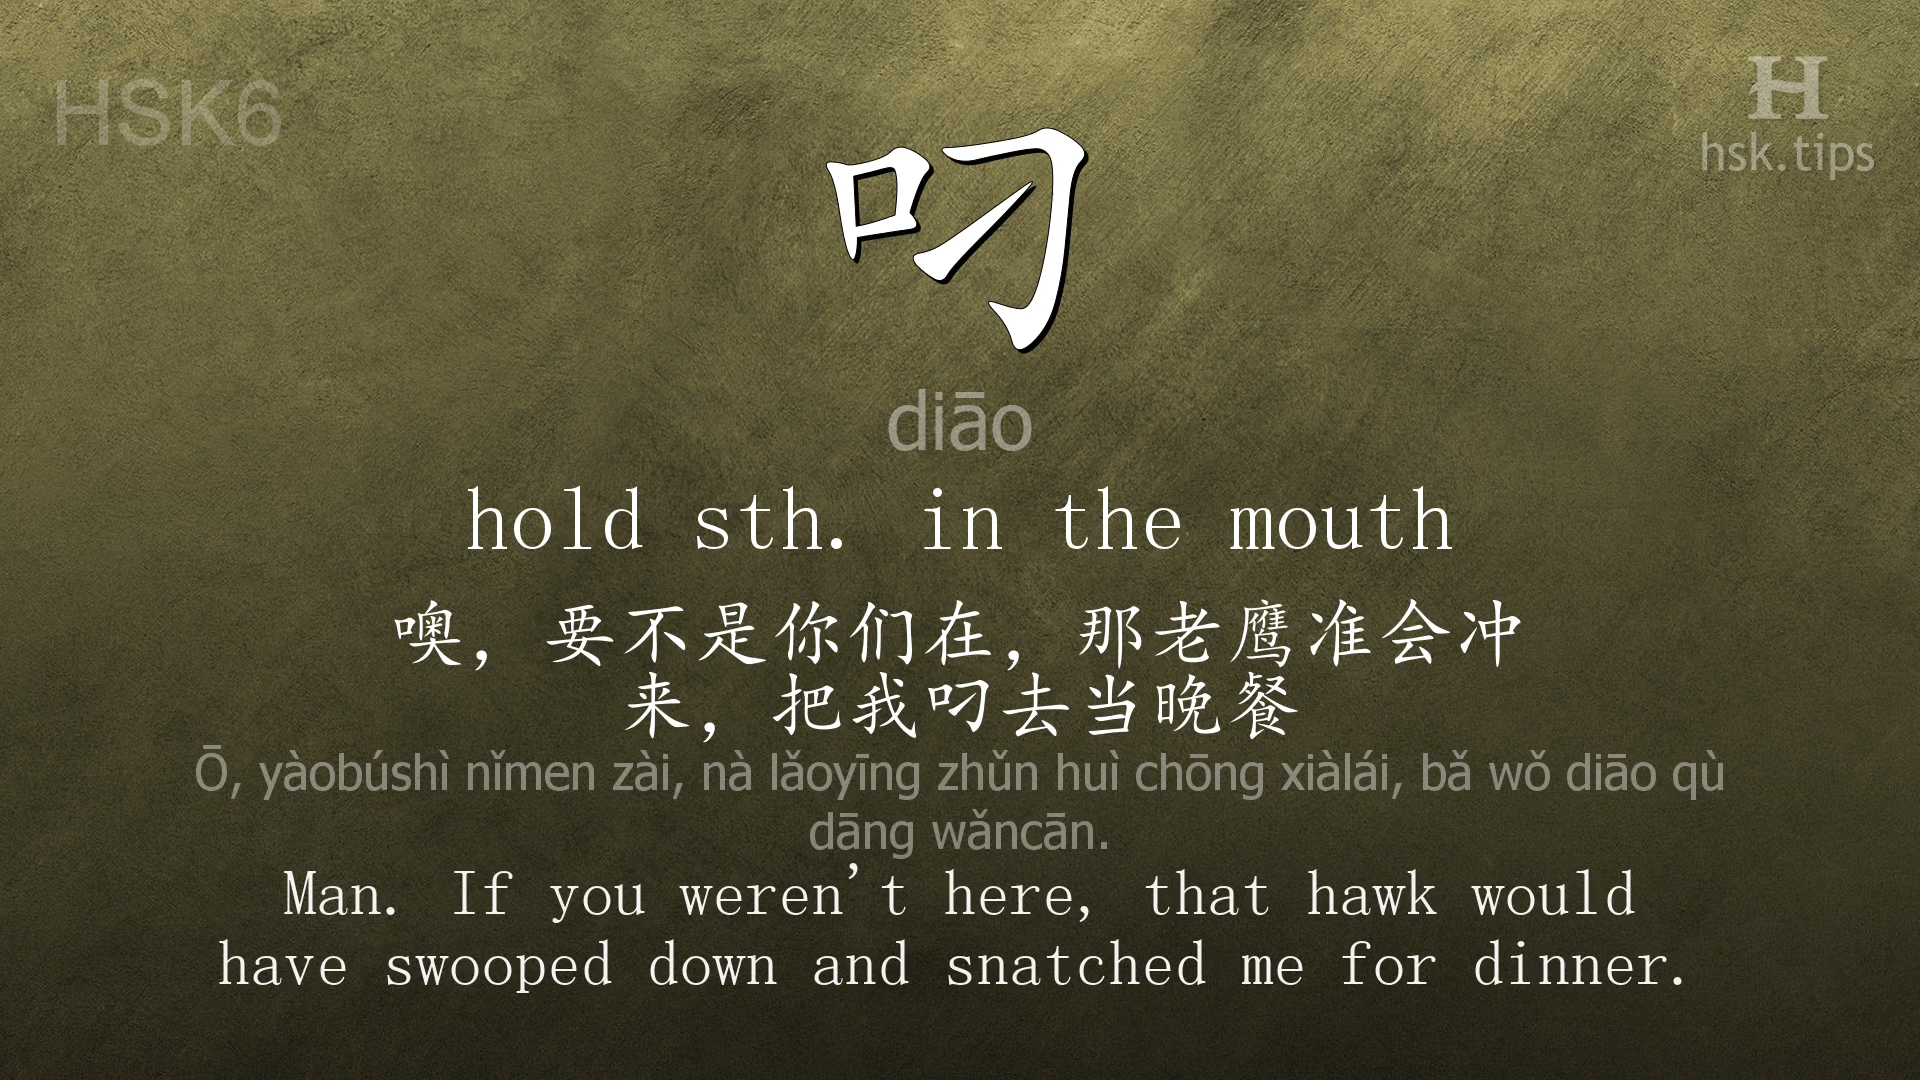 HSK6
H
hsk.tips
叼
diāo
hold sth. in the mouth
噢，要不是你们在，那老鹰准会冲
来，把我叼去当晚餐
Ō, yàobúshì nǐmen zài, nà lǎoyīng zhǔn huì chōng xiàlái, bǎ wǒ diāo qù
dāng wǎncān.
Man. If you weren't here, that hawk would
have swooped down and snatched me for dinner.